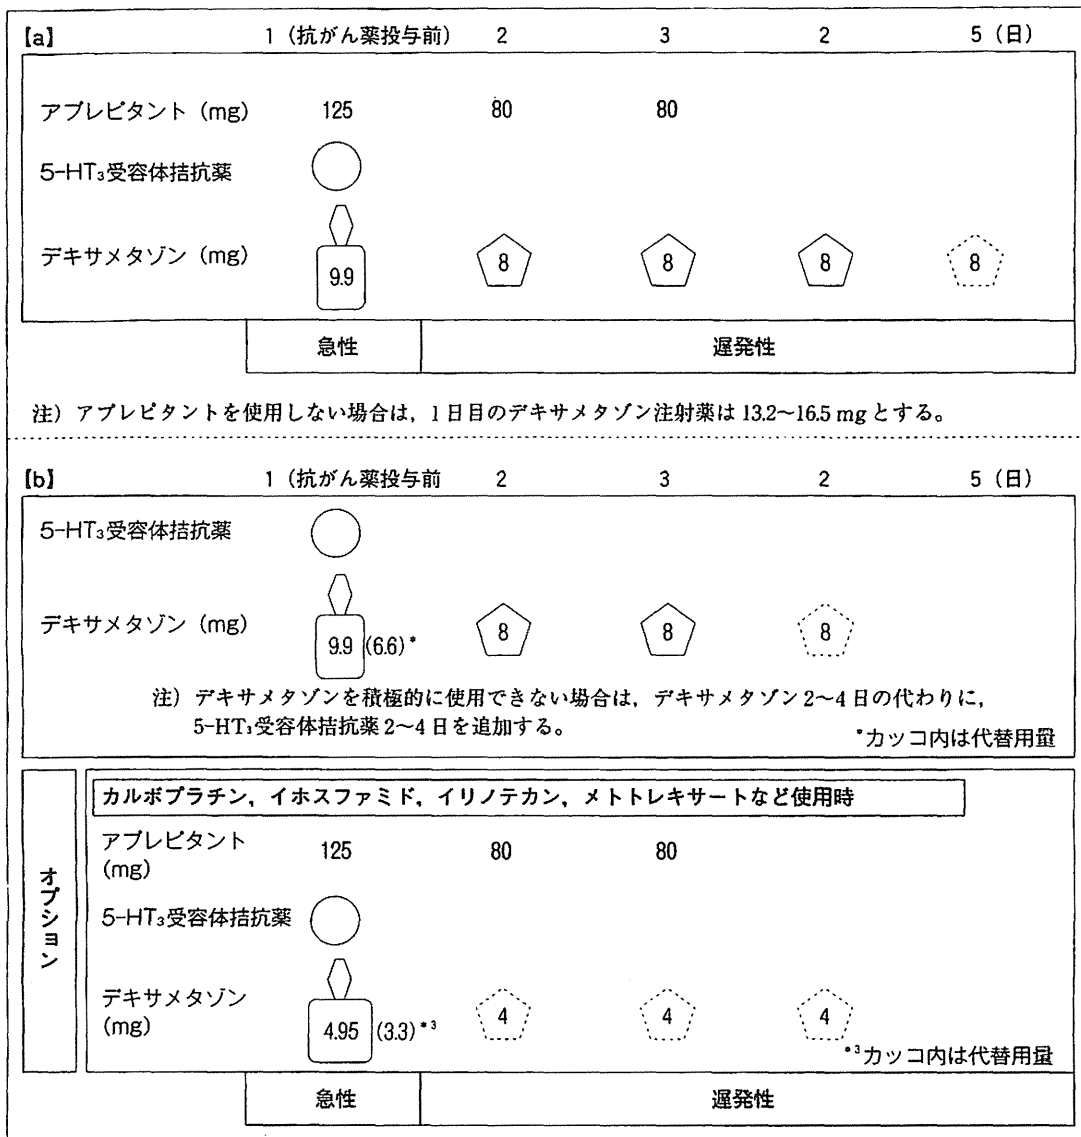 【a】 1（抗がん薬投与前） 2 3 2 5（日）
アプレピタント（mg） 125 80 80
5-HT₃受容体拮抗薬
デキサメタゾン（mg） 9.9 8 8 8 8
急性 遅発性
注）アプレピタントを使用しない場合は，1日目のデキサメタゾン注射薬は13.2～16.5 mgとする。
【b】 1（抗がん薬投与前 2 3 2 5（日）
5-HT₃受容体拮抗薬
デキサメタゾン（mg） 9.9 (6.6)* 8 8 8
注）デキサメタゾンを積極的に使用できない場合は，デキサメタゾン2～4日の代わりに，
5-HT₃受容体拮抗薬2～4日を追加する。
*カッコ内は代替用量
オプション
カルボプラチン，イホスファミド，イリノテカン，メトトレキサートなど使用時
アプレピタント
(mg) 125 80 80
5-HT₃受容体拮抗薬
デキサメタゾン
(mg) 4.95 (3.3)*³ 4 4 4
*³カッコ内は代替用量
急性 遅発性